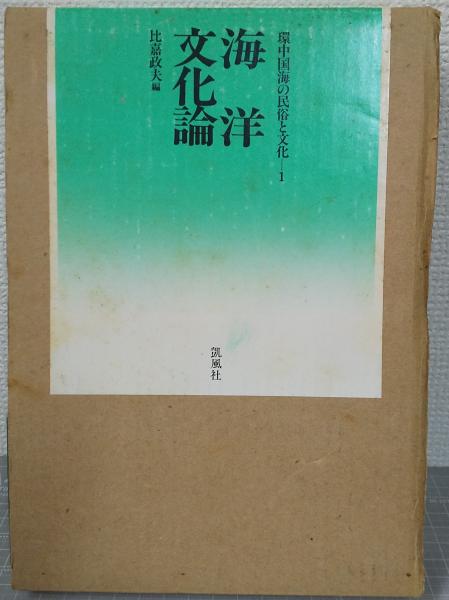 環中国海の民俗と文化—1
海洋
文化論
比嘉政夫 編
凱風社